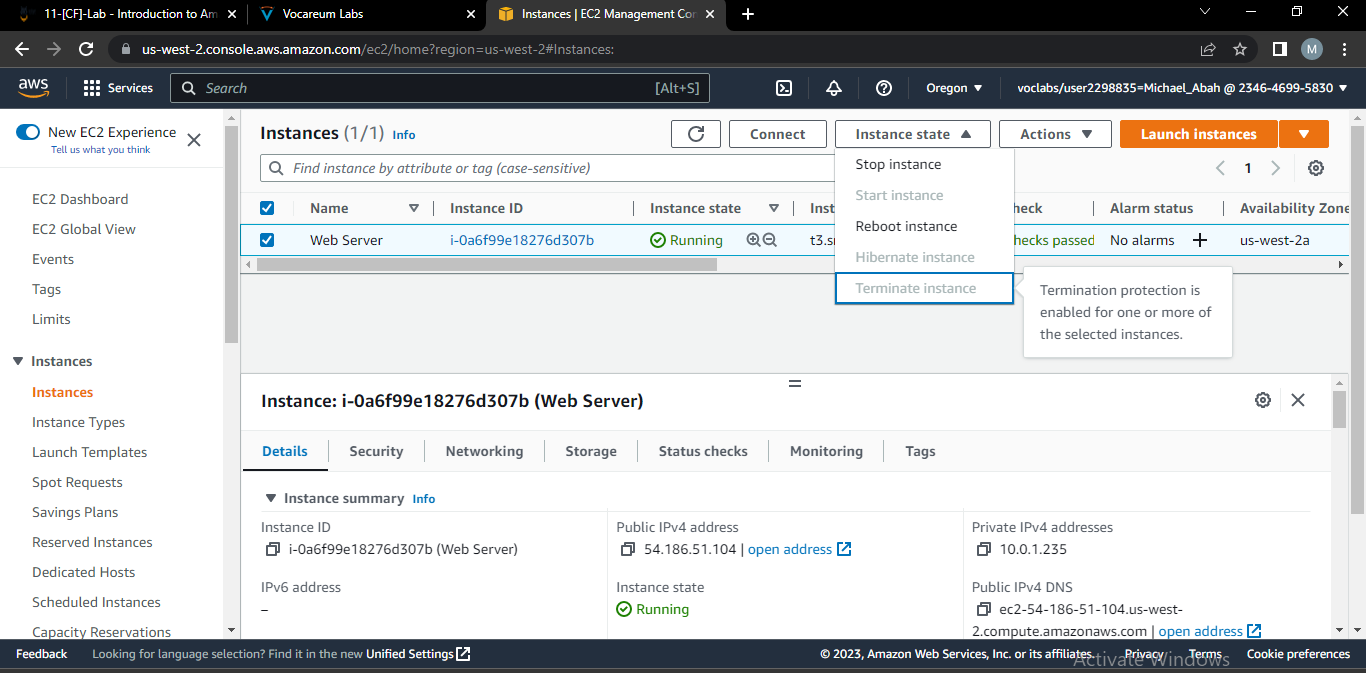 11-[CF]-Lab - Introduction to Am
Vocareum Labs
Instances | EC2 Management Con
us-west-2.console.aws.amazon.com/ec2/home?region=us-west-2#Instances:
M
aws
Services
Search
[Alt+S]
Oregon
voclabs/user2298835=Michael_Abah @ 2346-4699-5830
New EC2 Experience
Tell us what you think
EC2 Dashboard
EC2 Global View
Events
Tags
Limits
Instances
Instances
Instance Types
Launch Templates
Spot Requests
Savings Plans
Reserved Instances
Dedicated Hosts
Scheduled Instances
Capacity Reservations
Instances (1/1) Info
Connect
Instance state
Actions
Launch instances
Find instance by attribute or tag (case-sensitive)
1
Stop instance
Start instance
Reboot instance
Hibernate instance
Terminate instance
Termination protection is
enabled for one or more of
the selected instances.
Name
Instance ID
Instance state
Inst
heck
Alarm status
Availability Zone
Web Server
i-0a6f99e18276d307b
Running
t3.s
hecks passed
No alarms
us-west-2a
Instance: i-0a6f99e18276d307b (Web Server)
Details
Security
Networking
Storage
Status checks
Monitoring
Tags
Instance summary Info
Instance ID
i-0a6f99e18276d307b (Web Server)
Public IPv4 address
54.186.51.104 | open address
Private IPv4 addresses
10.0.1.235
IPv6 address
–
Instance state
Running
Public IPv4 DNS
ec2-54-186-51-104.us-west-
2.compute.amazonaws.com | open address
Feedback
Looking for language selection? Find it in the new Unified Settings
© 2023, Amazon Web Services, Inc. or its affiliates.
Privacy
Terms
Cookie preferences
Activate Windows